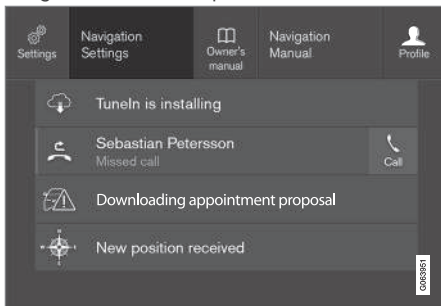 Settings
Navigation
Settings
Owner's
manual
Navigation
Manual
Profile
TuneIn is installing
Sebastian Petersson
Missed call
Call
Downloading appointment proposal
New position received
G063951